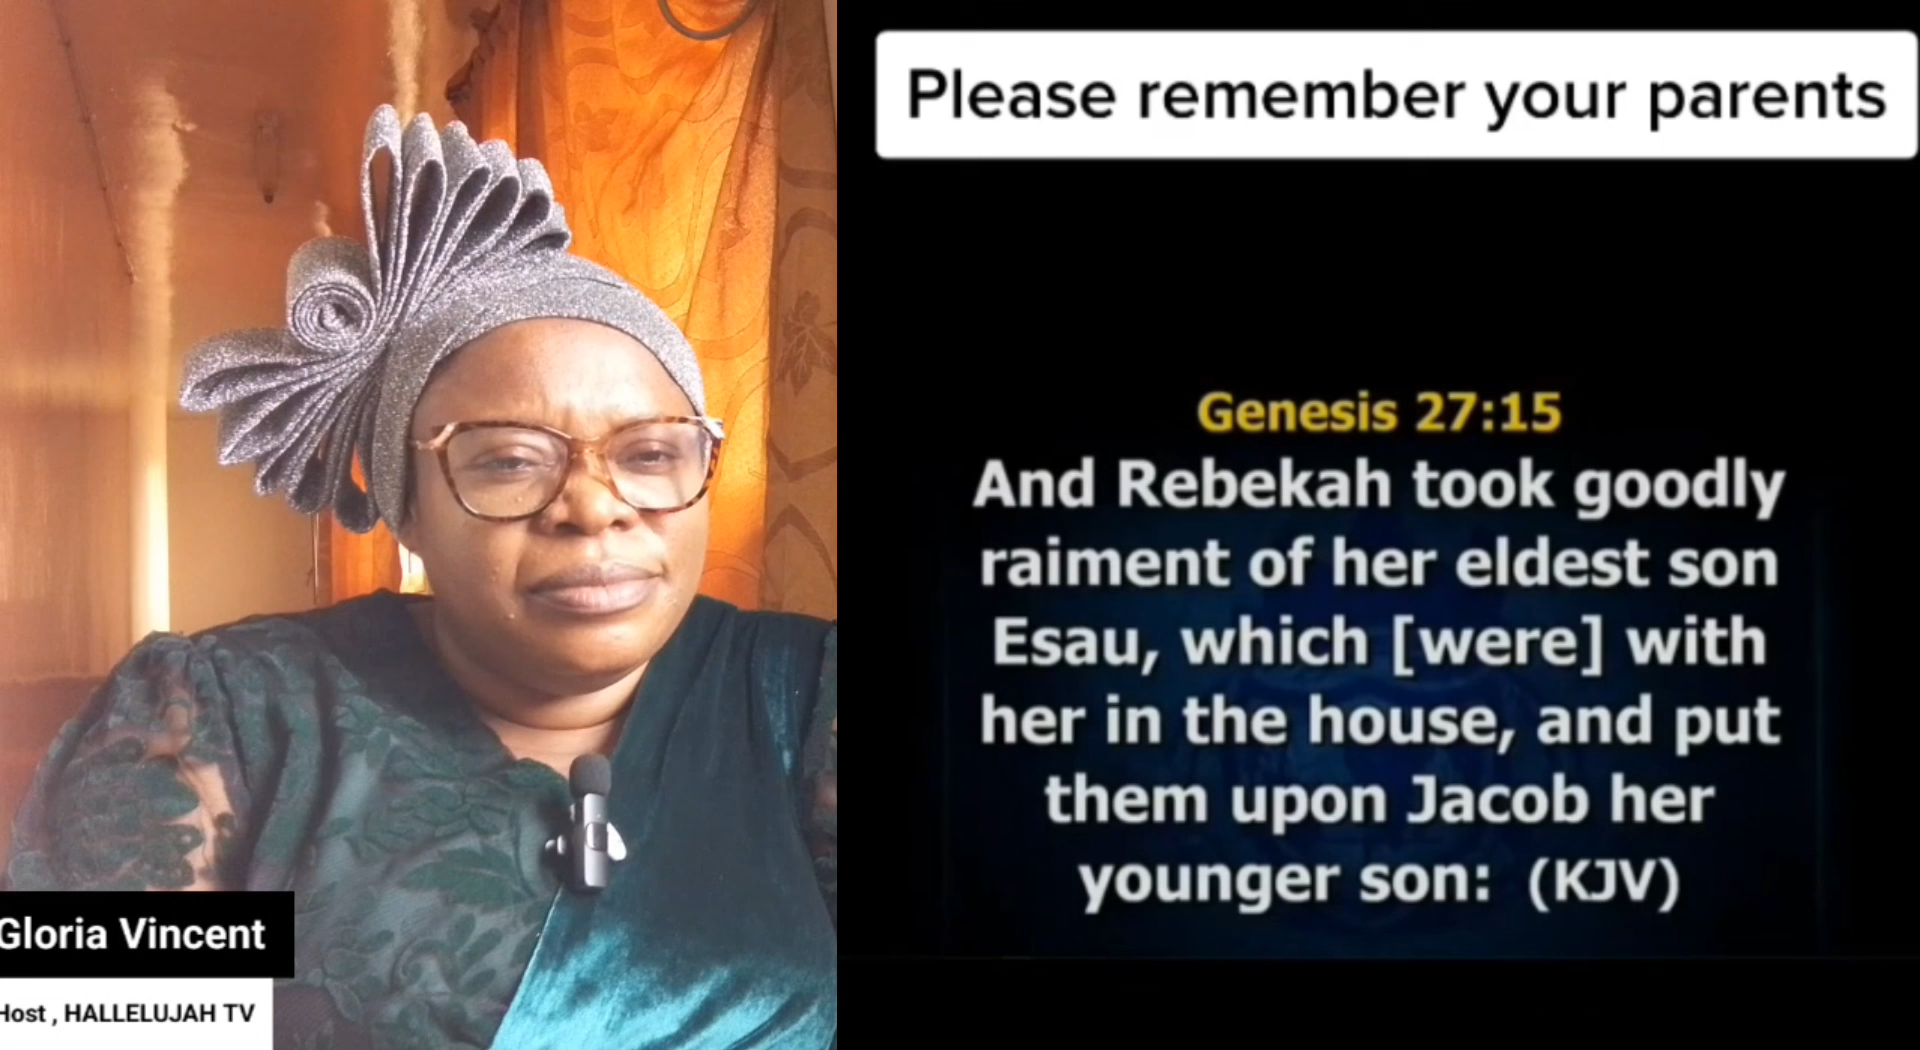 Please remember your parents
Genesis 27:15
And Rebekah took goodly
raiment of her eldest son
Esau, which [were] with
her in the house, and put
them upon Jacob her
younger son: (KJV)
Gloria Vincent
Host , HALLELUJAH TV